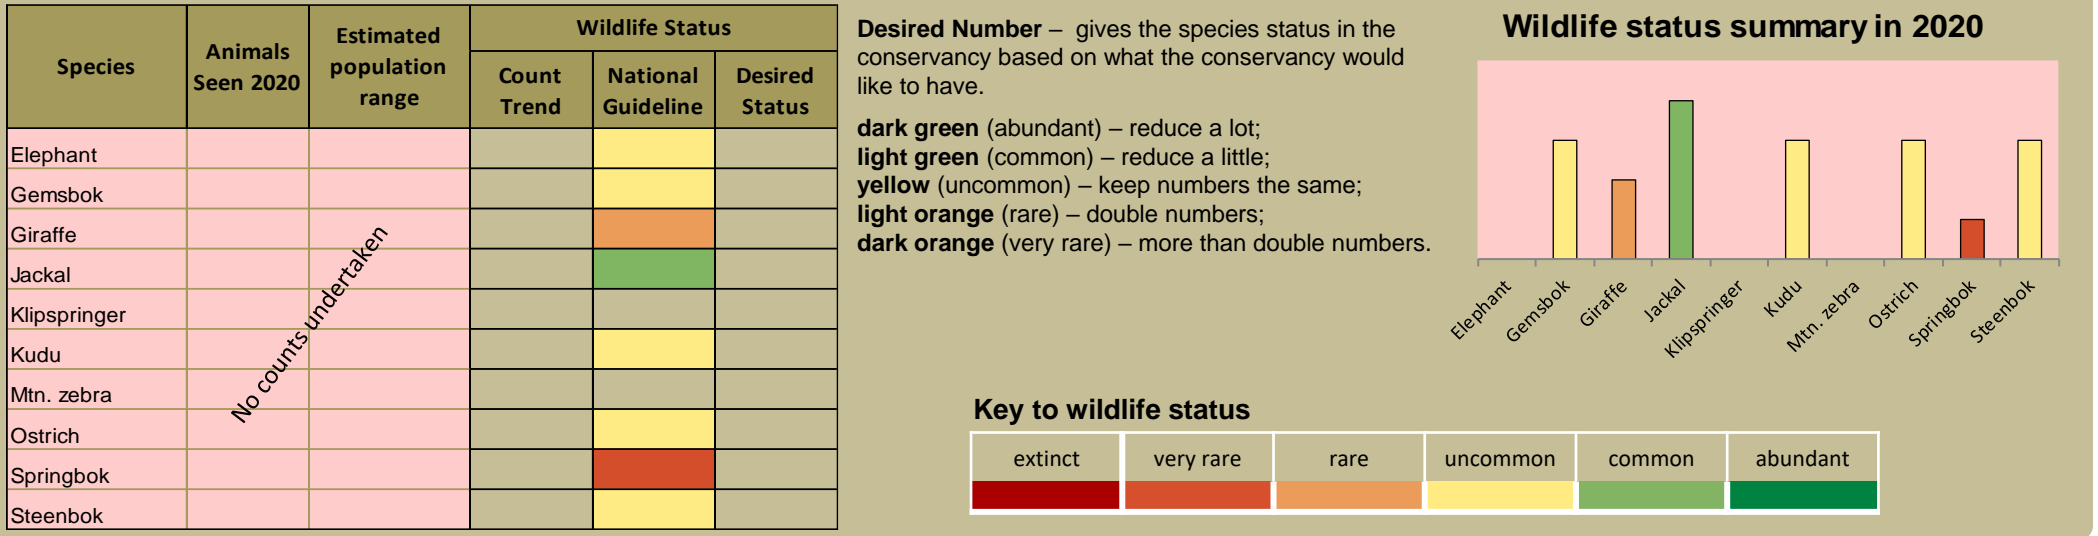 Species
Animals
Seen 2020
Estimated
population
range
Wildlife Status
Count
Trend
National
Guideline
Desired
Status
Elephant
Gemsbok
Giraffe
Jackal
Klipspringer
Kudu
Mtn. zebra
Ostrich
Springbok
Steenbok
No counts undertaken
Desired Number – gives the species status in the
conservancy based on what the conservancy would
like to have.
dark green (abundant) – reduce a lot;
light green (common) – reduce a little;
yellow (uncommon) – keep numbers the same;
light orange (rare) – double numbers;
dark orange (very rare) – more than double numbers.
Wildlife status summary in 2020
Elephant
Gemsbok
Giraffe
Jackal
Klipspringer
Kudu
Mtn. zebra
Ostrich
Springbok
Steenbok
Key to wildlife status
extinct very rare rare uncommon common abundant